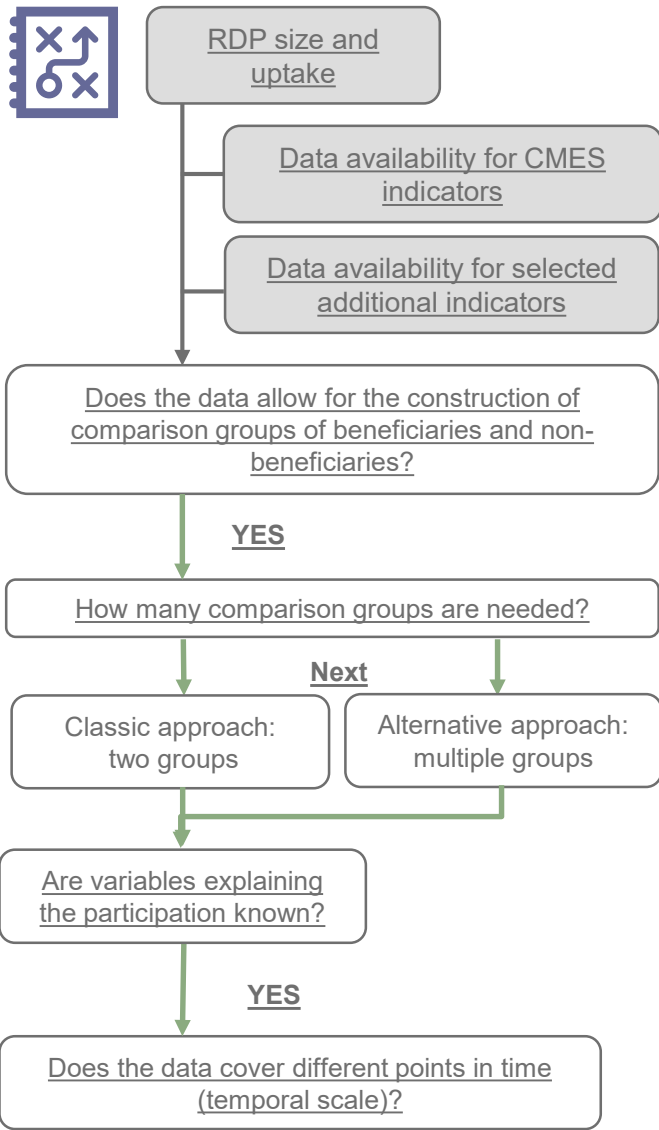 RDP size and
uptake
Data availability for CMES
indicators
Data availability for selected
additional indicators
Does the data allow for the construction of
comparison groups of beneficiaries and non-
beneficiaries?
YES
How many comparison groups are needed?
Next
Classic approach:
two groups
Alternative approach:
multiple groups
Are variables explaining
the participation known?
YES
Does the data cover different points in time
(temporal scale)?